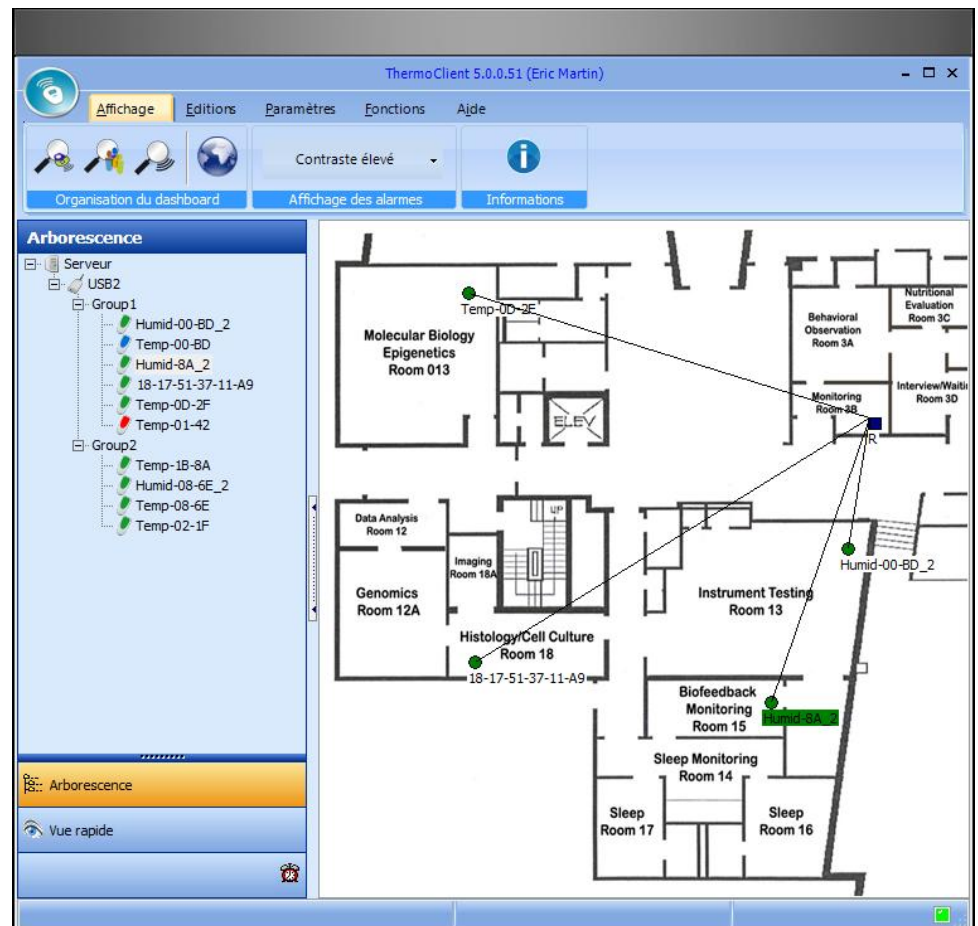 ThermoClient 5.0.0.51 (Eric Martin)
Affichage Editions Paramètres Fonctions Aide
Contraste élevé
Organisation du dashboard Affichage des alarmes Informations
Arborescence
Serveur
USB2
Group1
Humid-00-BD_2
Temp-00-BD
Humid-8A_2
18-17-51-37-11-A9
Temp-0D-2F
Temp-01-42
Group2
Temp-1B-8A
Humid-08-6E_2
Temp-08-6E
Temp-02-1F
Arborescence
Vue rapide
Temp-0D-2F
Molecular Biology
Epigenetics
Room 013
ELEV
Behavioral
Observation
Room 3A
Nutritional
Evaluation
Room 3C
Monitoring
Room 3B
Interview/Waiti
Room 3D
R
Data Analysis
Room 12
UP
Imaging
Room 18A
Genomics
Room 12A
Histology/Cell Culture
Room 18
18-17-51-37-11-A9
Humid-00-BD_2
Instrument Testing
Room 13
Biofeedback
Monitoring
Room 15
Humid-8A_2
Sleep Monitoring
Room 14
Sleep
Room 17
Sleep
Room 16